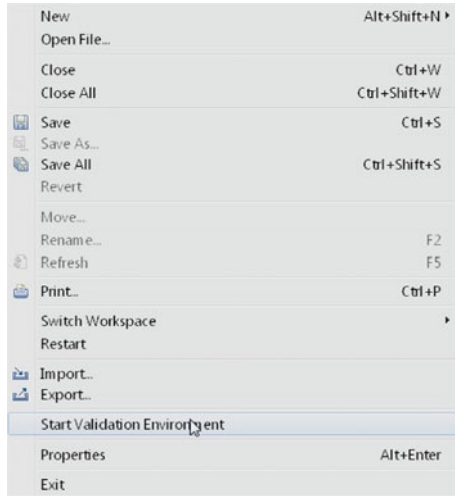 New Alt+Shift+N
Open File...
Close Ctrl+W
Close All Ctrl+Shift+W
Save Ctrl+S
Save As...
Save All Ctrl+Shift+S
Revert
Move...
Rename... F2
Refresh F5
Print... Ctrl+P
Switch Workspace
Restart
Import...
Export...
Start Validation Environment
Properties Alt+Enter
Exit